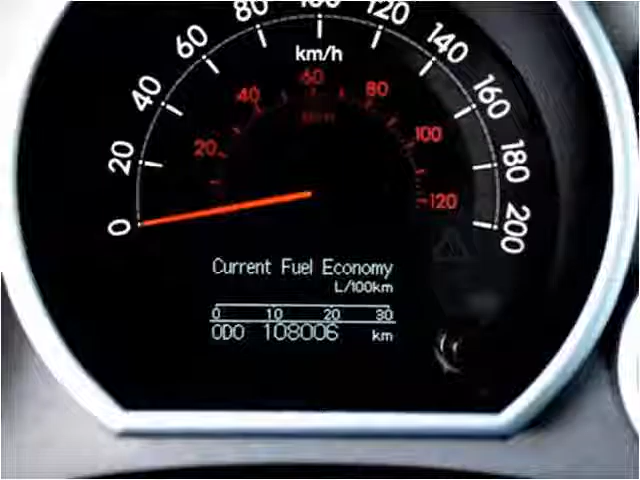 80 100 120
60 140
km/h
40 60 80 160
40
20 100 180
20
120
0 200
Current Fuel Economy
L/100km
0 10 20 30
ODO 108006 km